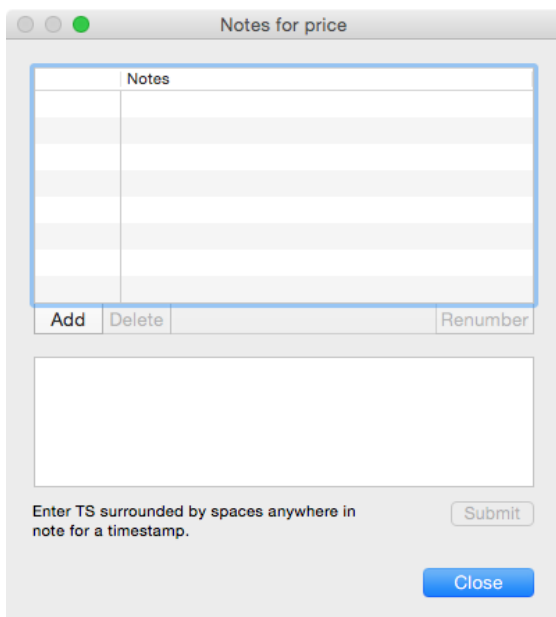 Notes for price
Notes
Add Delete Renumber
Enter TS surrounded by spaces anywhere in
note for a timestamp.
Submit
Close